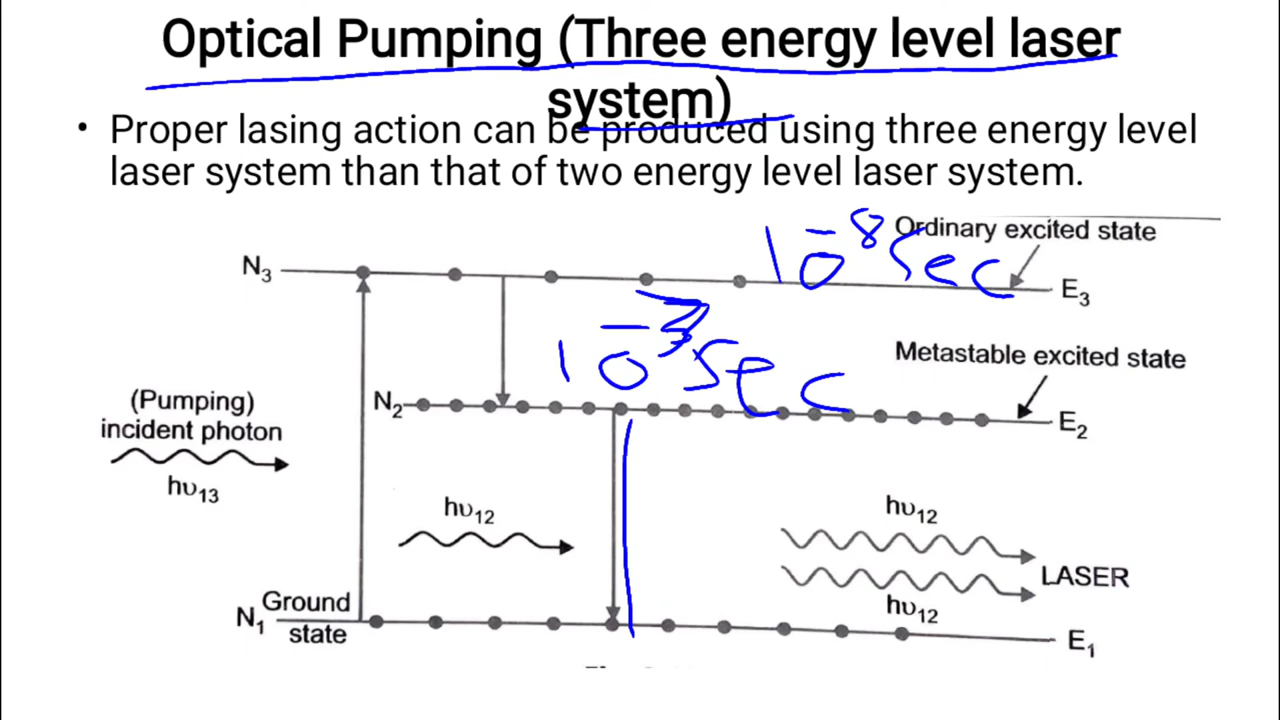 Optical Pumping (Three energy level laser
system)
• Proper lasing action can be produced using three energy level
laser system than that of two energy level laser system.
Ordinary excited state
10⁻⁸ sec
N₃
E₃
10⁻³ sec
Metastable excited state
N₂
E₂
(Pumping)
incident photon
hυ₁₃
hυ₁₂
hυ₁₂
LASER
hυ₁₂
N₁
Ground
state
E₁